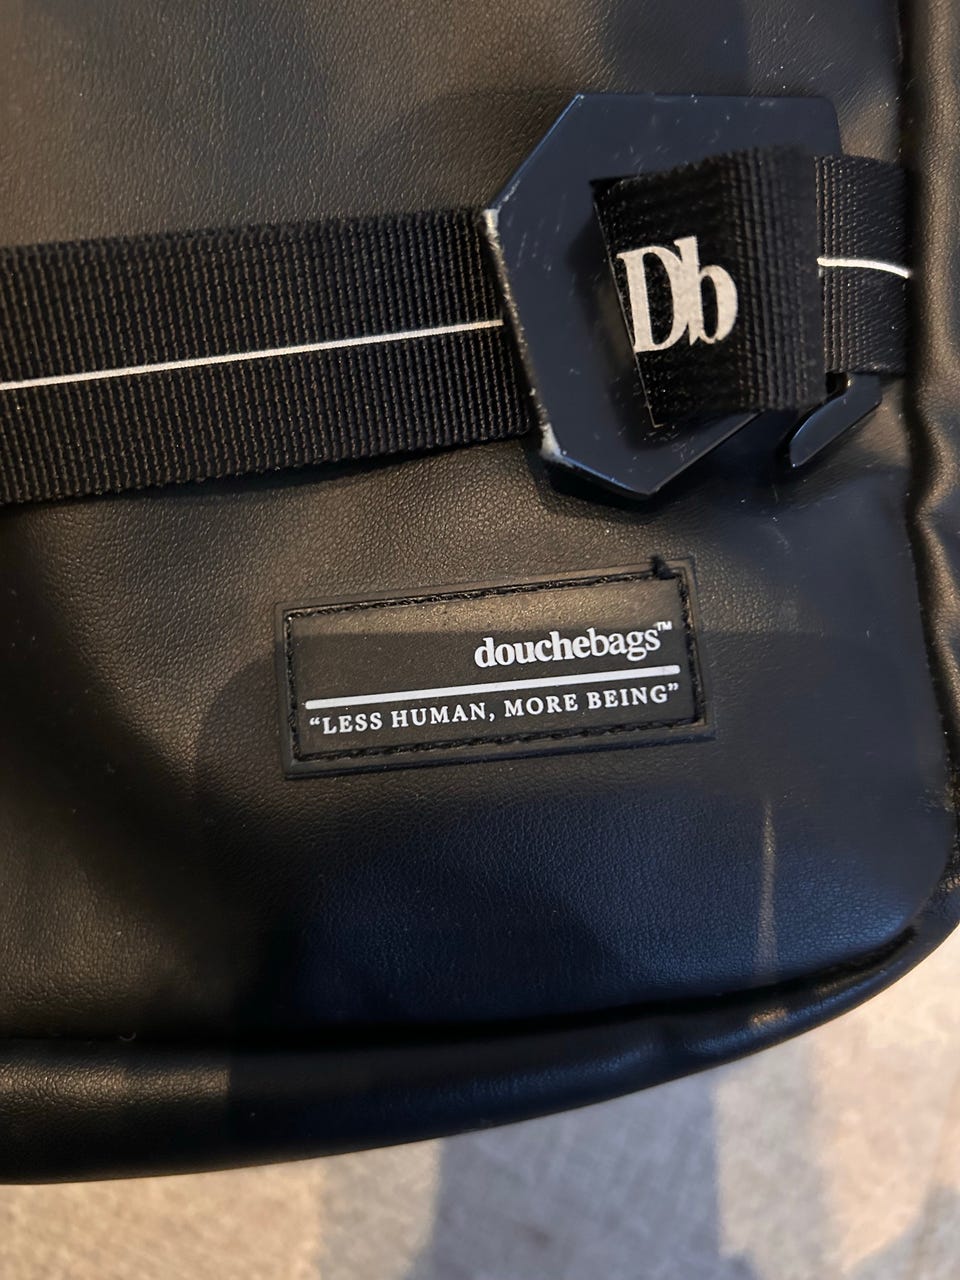 Db
douchebags™
“LESS HUMAN, MORE BEING”